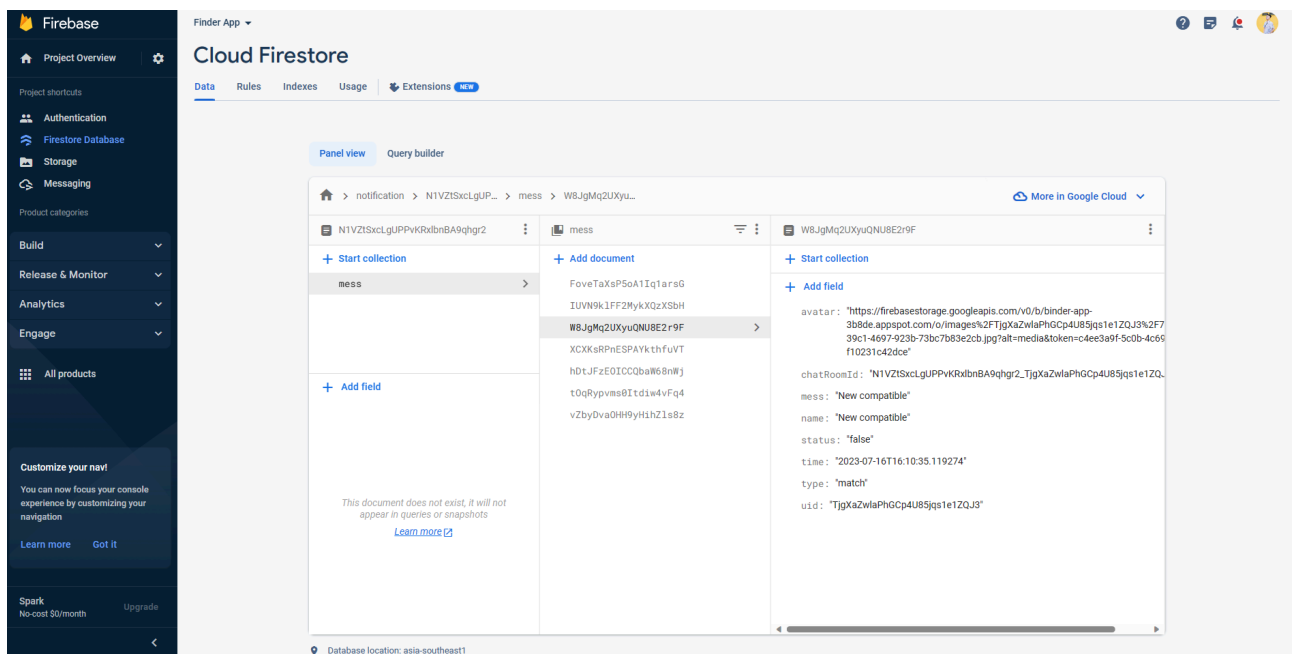 Firebase
Project Overview
Project shortcuts
Authentication
Firestore Database
Storage
Messaging
Product categories
Build
Release & Monitor
Analytics
Engage
All products
Customize your nav!
You can now focus your console
experience by customizing your
navigation
Learn more Got it
Spark
No-cost $0/month
Upgrade
Finder App
Cloud Firestore
Data Rules Indexes Usage Extensions NEW
Panel view Query builder
notification > N1VZtSxcLgUP... > mess > W8JgMq2UXyu...
More in Google Cloud
N1VZtSxcLgUPPvKRxlbnBA9qhgr2
Start collection
mess
Add field
This document does not exist, it will not
appear in queries or snapshots
Learn more
mess
Add document
FoveTaXsP5oA1Iq1arsG
IUVN9klFF2MykXQzXSbH
W8JgMq2UXyuQNU8E2r9F
XCXKsRPnESPAYkthfuVT
hDtJFzEOICCQbaW68nWj
tOqRypvms0Itdiw4vFq4
vZbyDvaOHH9yHihZls8z
W8JgMq2UXyuQNU8E2r9F
Start collection
Add field
avatar: "https://firebasestorage.googleapis.com/v0/b/binder-app-
3b8de.appspot.com/o/images%2FTjgXaZwlaPhGCp4U85jqs1e1ZQJ3%2F7
39c1-4697-923b-73bc7b83e2cb.jpg?alt=media&token=c4ee3a9f-5c0b-4c69
f10231c42dce"
chatRoomId: "N1VZtSxcLgUPPvKRxlbnBA9qhgr2_TjgXaZwlaPhGCp4U85jqs1e1ZQ
mess: "New compatible"
name: "New compatible"
status: "false"
time: "2023-07-16T16:10:35.119274"
type: "match"
uid: "TjgXaZwlaPhGCp4U85jqs1e1ZQJ3"
Database location: asia-southeast1